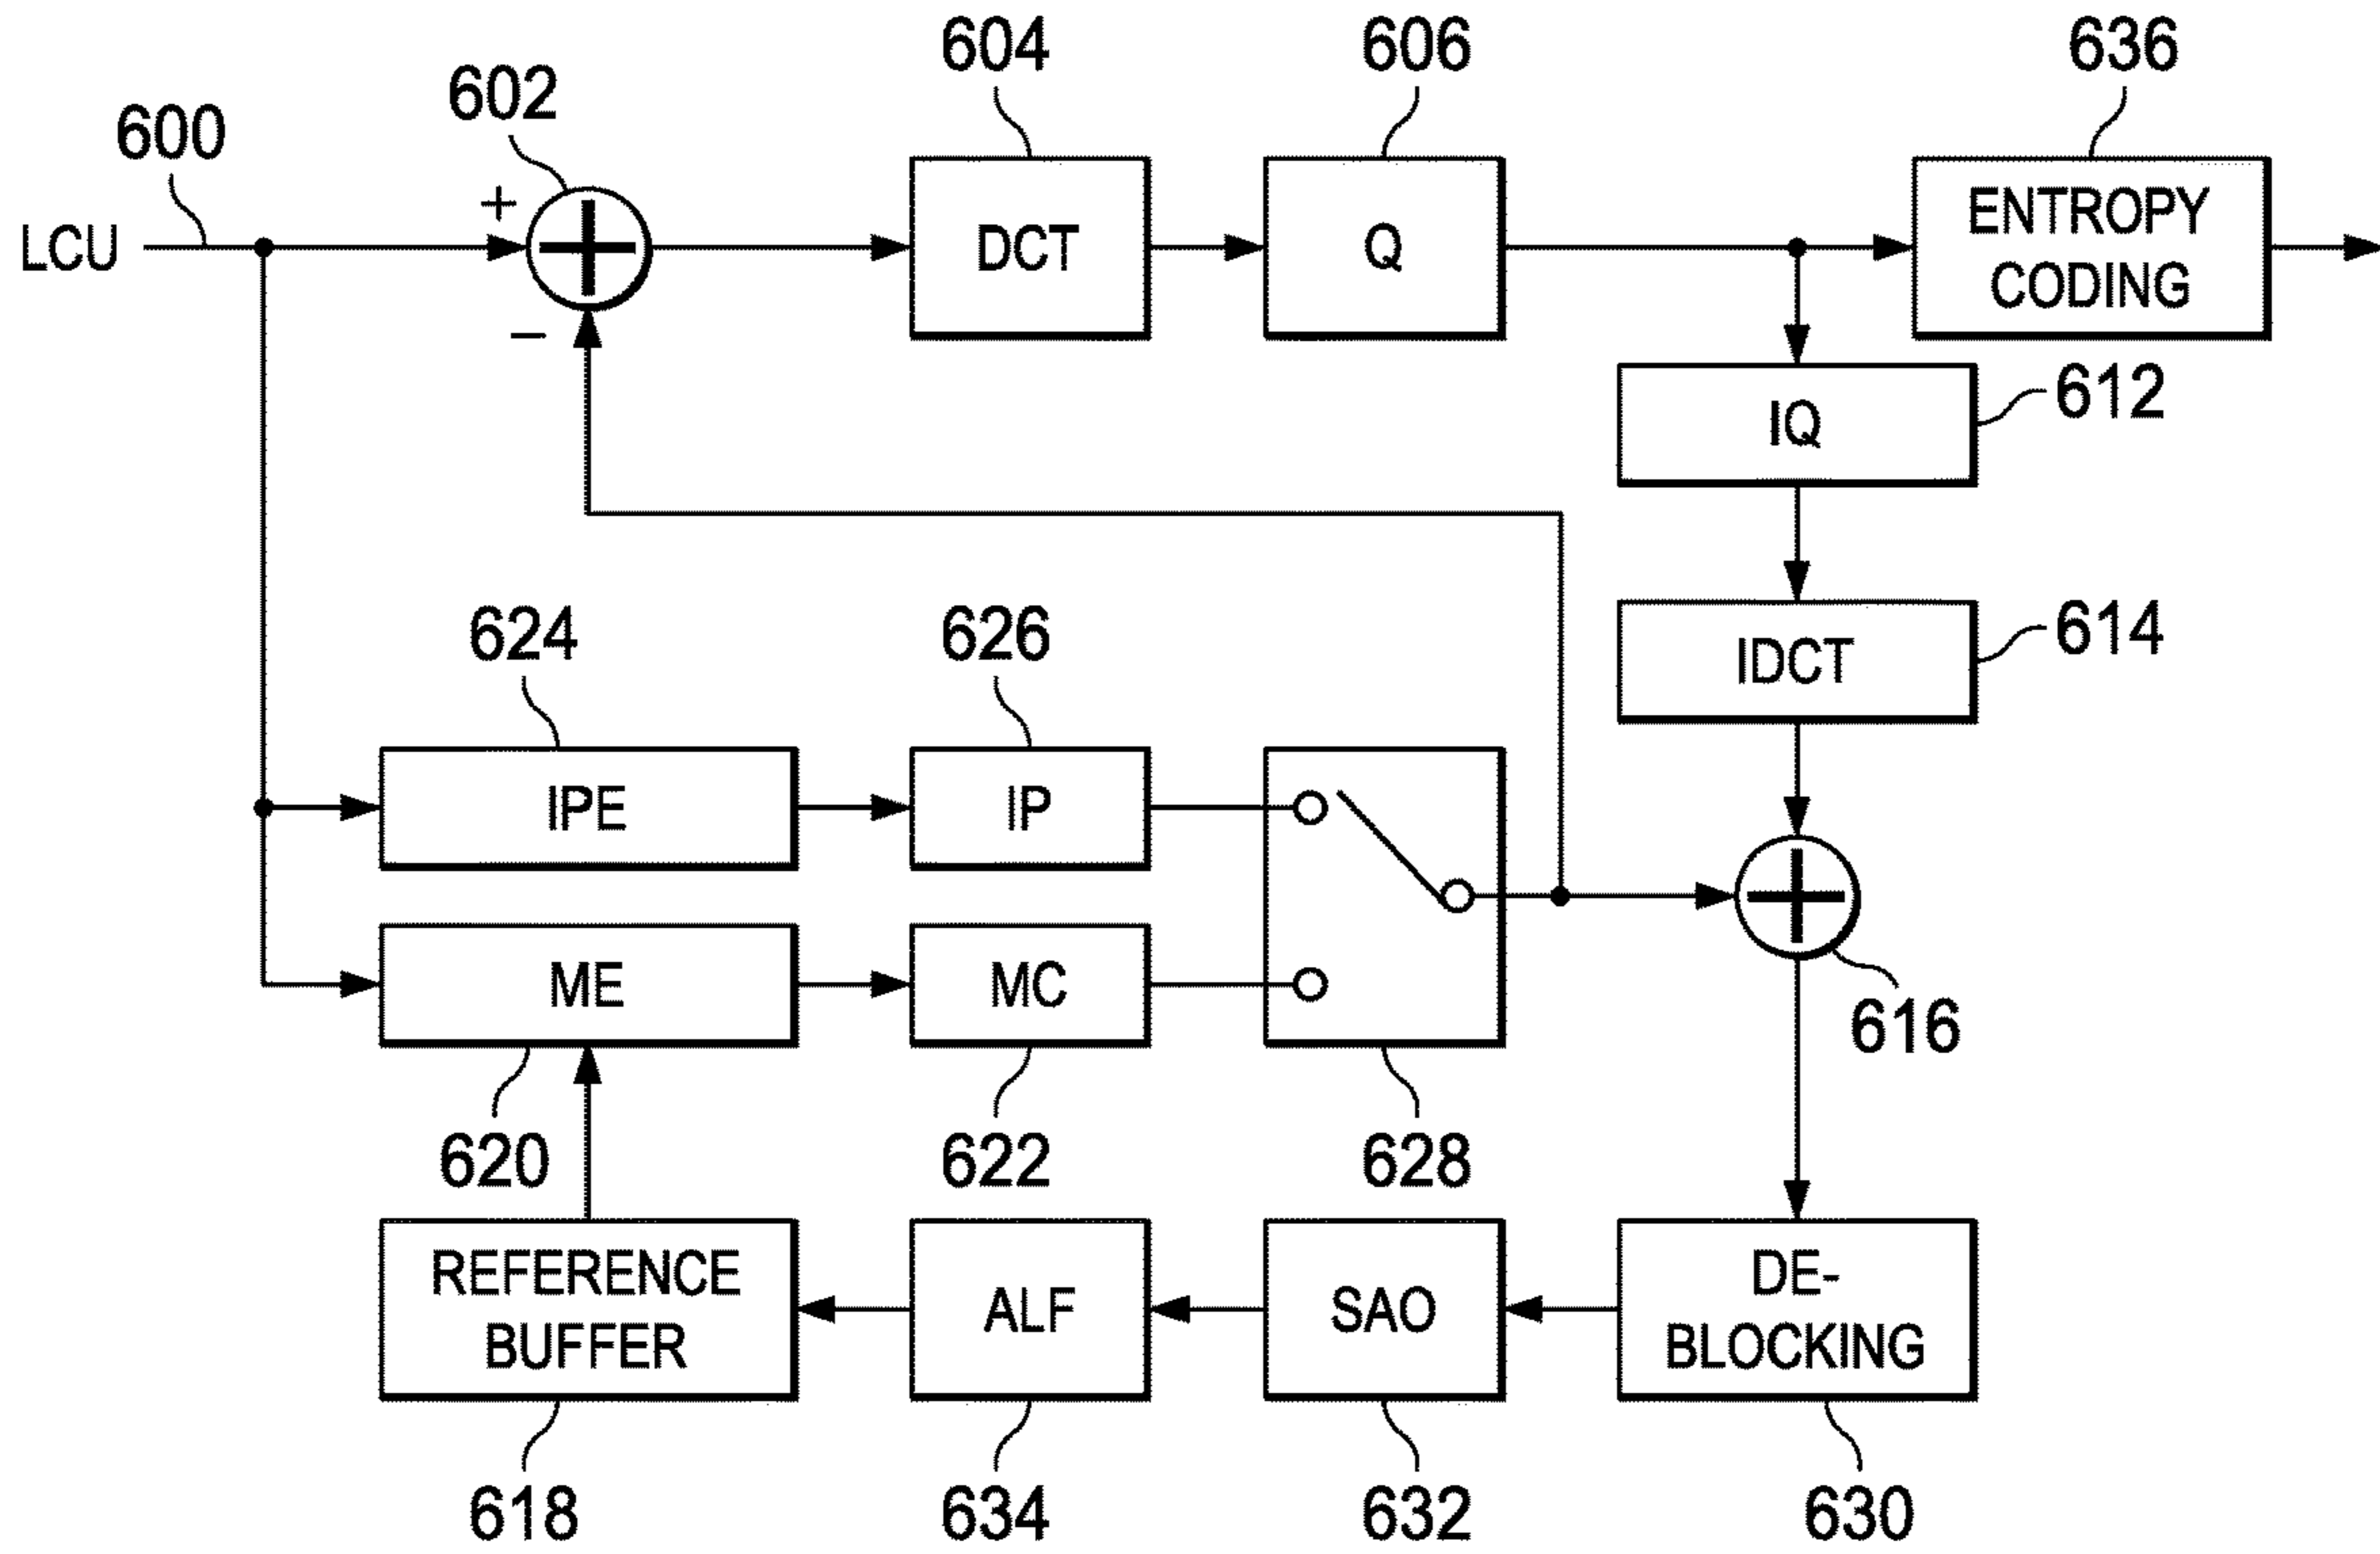 604
606
636
602
600
+
LCU
DCT
Q
ENTROPY
CODING
−
612
IQ
624
626
614
IDCT
IPE
IP
ME
MC
616
620
622
628
REFERENCE
BUFFER
ALF
SAO
DE-
BLOCKING
618
634
632
630